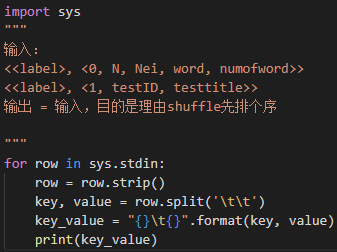 import sys
"""
输入：
<<label>, <0, N, Nei, word, numofword>>
<<label>, <1, testID, testtitle>>
输出 = 输入，目的是理由shuffle先排个序

"""
for row in sys.stdin:
    row = row.strip()
    key, value = row.split('\t\t')
    key_value = "{}\t{}".format(key, value)
    print(key_value)